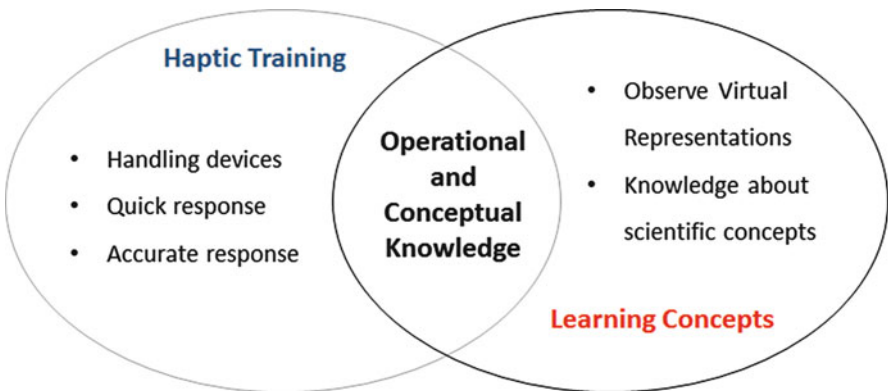 Haptic Training
• Handling devices
• Quick response
• Accurate response
Operational
and
Conceptual
Knowledge
• Observe Virtual
Representations
• Knowledge about
scientific concepts
Learning Concepts